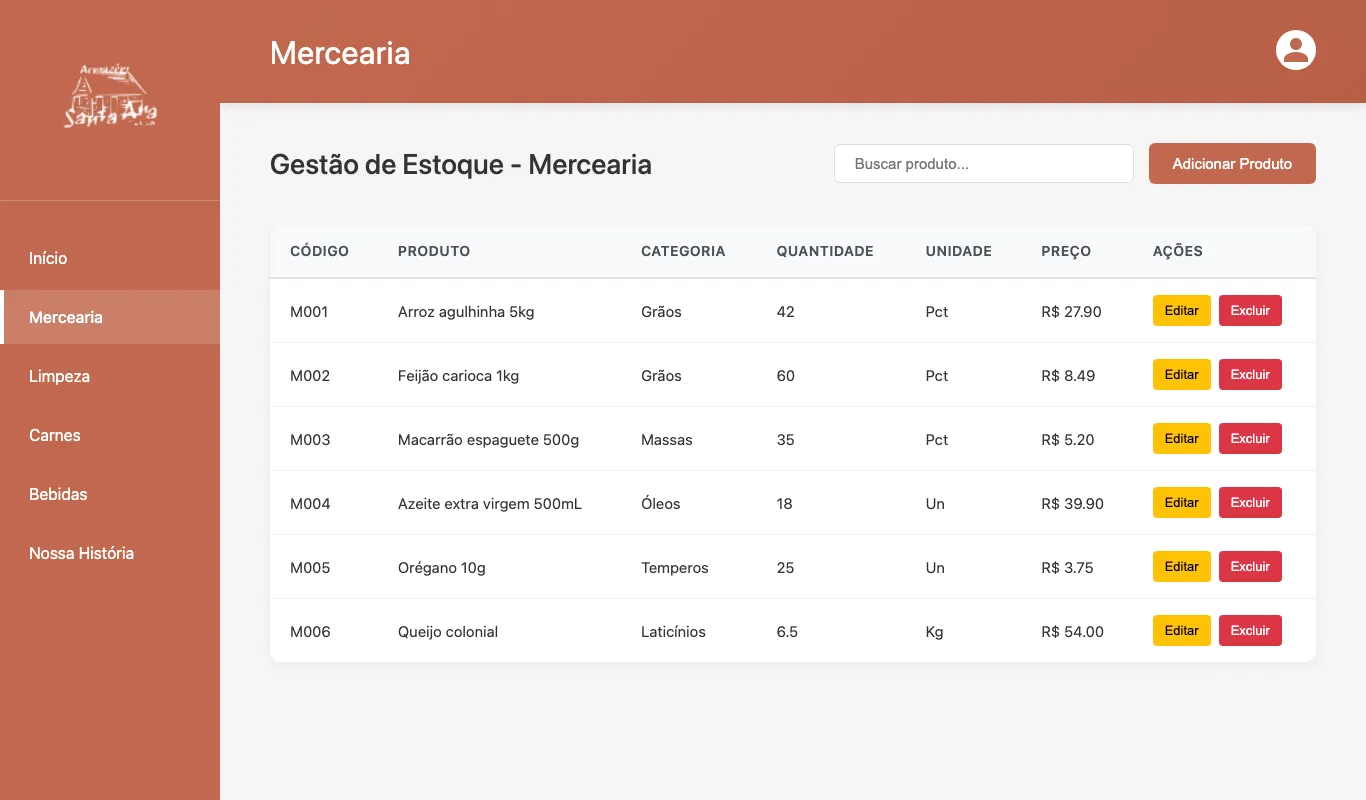 Santa Ana
Mercearia
Início
Mercearia
Limpeza
Carnes
Bebidas
Nossa História
Gestão de Estoque - Mercearia
Buscar produto...
Adicionar Produto
CÓDIGO PRODUTO CATEGORIA QUANTIDADE UNIDADE PREÇO AÇÕES
M001 Arroz agulhinha 5kg Grãos 42 Pct R$ 27.90 Editar Excluir
M002 Feijão carioca 1kg Grãos 60 Pct R$ 8.49 Editar Excluir
M003 Macarrão espaguete 500g Massas 35 Pct R$ 5.20 Editar Excluir
M004 Azeite extra virgem 500mL Óleos 18 Un R$ 39.90 Editar Excluir
M005 Orégano 10g Temperos 25 Un R$ 3.75 Editar Excluir
M006 Queijo colonial Laticínios 6.5 Kg R$ 54.00 Editar Excluir